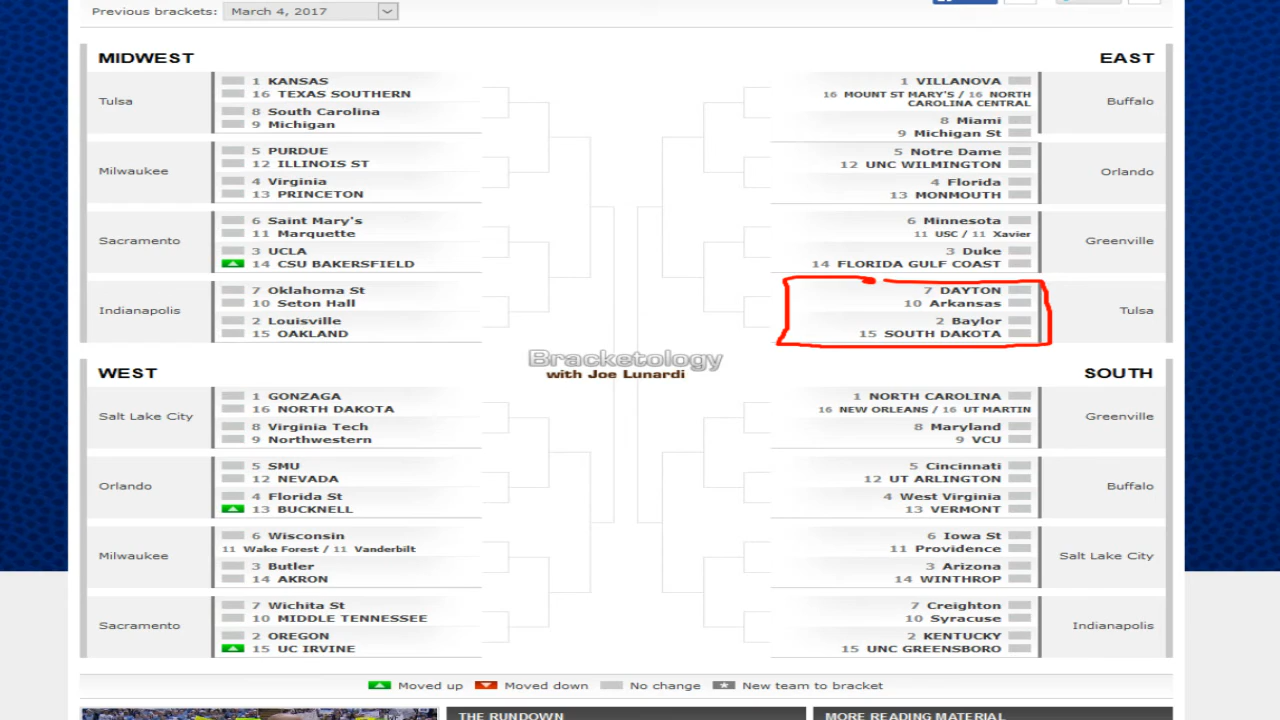 Previous brackets: March 4, 2017
MIDWEST
Tulsa
1 KANSAS
16 TEXAS SOUTHERN
8 South Carolina
9 Michigan
Milwaukee
5 PURDUE
12 ILLINOIS ST
4 Virginia
13 PRINCETON
Sacramento
6 Saint Mary's
11 Marquette
3 UCLA
14 CSU BAKERSFIELD
Indianapolis
7 Oklahoma St
10 Seton Hall
2 Louisville
15 OAKLAND
EAST
1 VILLANOVA
16 MOUNT ST MARY'S / 16 NORTH
CAROLINA CENTRAL
8 Miami
9 Michigan St
Buffalo
5 Notre Dame
12 UNC WILMINGTON
4 Florida
13 MONMOUTH
Orlando
6 Minnesota
11 USC / 11 Xavier
3 Duke
14 FLORIDA GULF COAST
Greenville
7 DAYTON
10 Arkansas
2 Baylor
15 SOUTH DAKOTA
Tulsa
Bracketology
with Joe Lunardi
WEST
Salt Lake City
1 GONZAGA
16 NORTH DAKOTA
8 Virginia Tech
9 Northwestern
Orlando
5 SMU
12 NEVADA
4 Florida St
13 BUCKNELL
Milwaukee
6 Wisconsin
11 Wake Forest / 11 Vanderbilt
3 Butler
14 AKRON
Sacramento
7 Wichita St
10 MIDDLE TENNESSEE
2 OREGON
15 UC IRVINE
SOUTH
1 NORTH CAROLINA
16 NEW ORLEANS / 16 UT MARTIN
8 Maryland
9 VCU
Greenville
5 Cincinnati
12 UT ARLINGTON
4 West Virginia
13 VERMONT
Buffalo
6 Iowa St
11 Providence
3 Arizona
14 WINTHROP
Salt Lake City
7 Creighton
10 Syracuse
2 KENTUCKY
15 UNC GREENSBORO
Indianapolis
Moved up Moved down No change New team to bracket
THE RUNDOWN
MORE READING MATERIAL